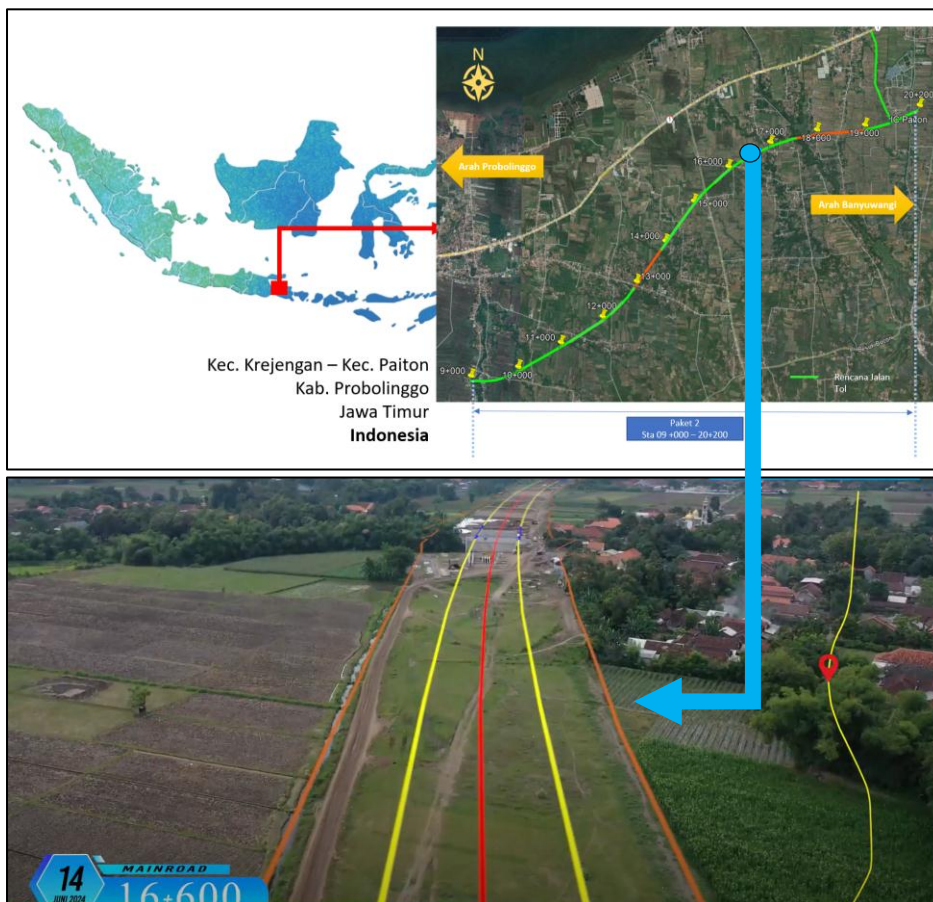 N
20+200
IC Paiton
19+000
18+000
17+000
16+000
15+000
14+000
13+000
12+000
11+000
10+000
9+000
Arah Probolinggo
Arah Banyuwangi
Rencana Jalan
Tol
Kec. Krejengan – Kec. Paiton
Kab. Probolinggo
Jawa Timur
Indonesia
Paket 2
Sta 09 +000 – 20+200
14
JUNI 2024
MAINROAD
16+600